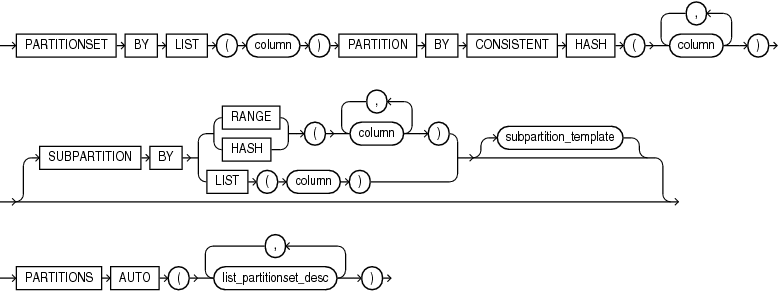 ,
PARTITIONSET BY LIST ( column ) PARTITION BY CONSISTENT HASH ( column )
,
RANGE
HASH ( column )
subpartition_template
SUBPARTITION BY
LIST ( column )
,
PARTITIONS AUTO ( list_partitionset_desc )